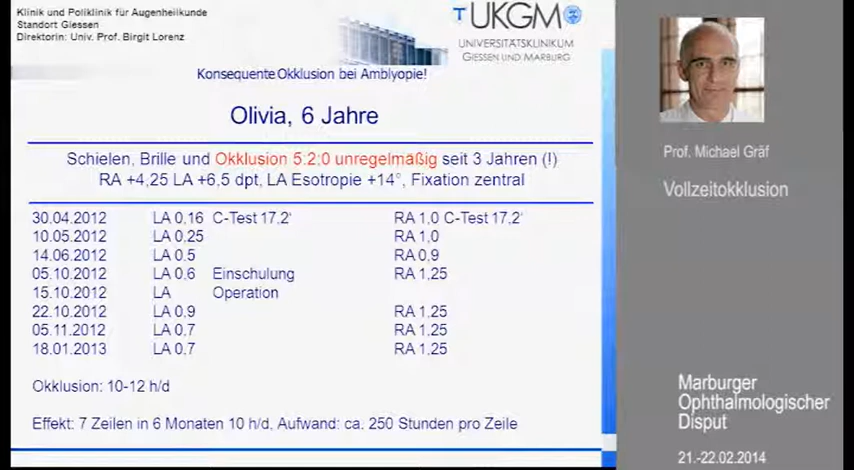 Klinik und Poliklinik für Augenheilkunde
Standort Giessen
Direktorin: Univ. Prof. Birgit Lorenz
UKGM
UNIVERSITÄTSKLINIKUM
GIESSEN UND MARBURG
Konsequente Okklusion bei Amblyopie!
Olivia, 6 Jahre
Schielen, Brille und Okklusion 5:2:0 unregelmäßig seit 3 Jahren (!)
RA +4,25 LA +6,5 dpt, LA Esotropie +14°, Fixation zentral
30.04.2012 LA 0,16 C-Test 17,2' RA 1,0 C-Test 17,2'
10.05.2012 LA 0,25 RA 1,0
14.06.2012 LA 0.5 RA 0,9
05.10.2012 LA 0,6 Einschulung RA 1,25
15.10.2012 LA Operation
22.10.2012 LA 0,9 RA 1,25
05.11.2012 LA 0,7 RA 1,25
18.01.2013 LA 0,7 RA 1,25
Okklusion: 10-12 h/d
Effekt: 7 Zeilen in 6 Monaten 10 h/d, Aufwand: ca. 250 Stunden pro Zeile
Prof. Michael Gräf
Vollzeitokklusion
Marburger
Ophthalmologischer
Disput
21.-22.02.2014